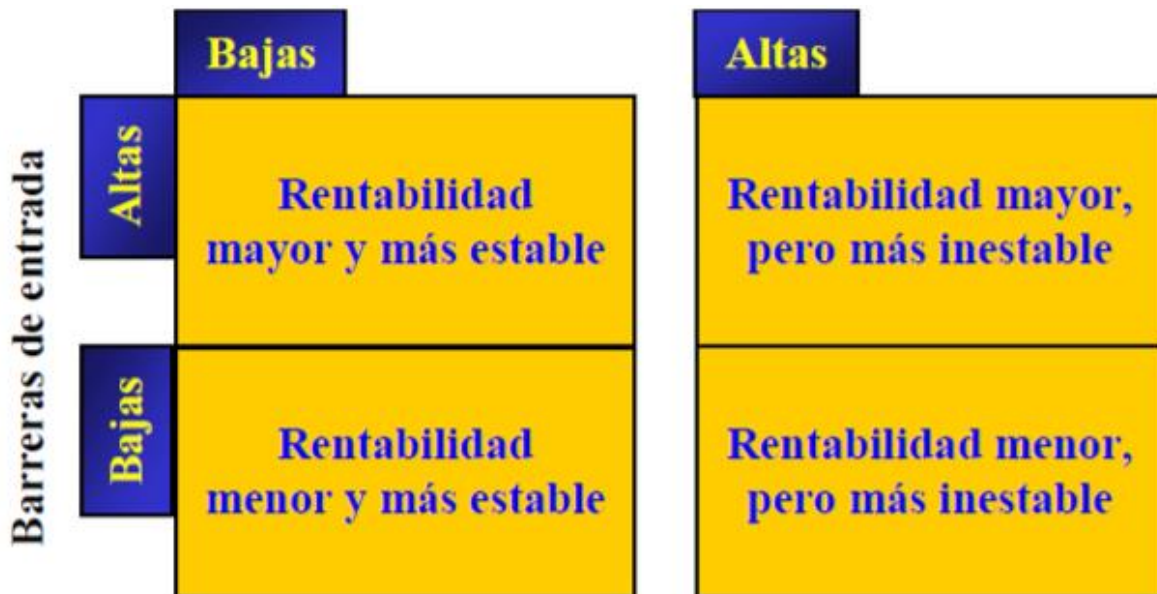 Bajas
Altas
Barreras de entrada
Altas
Rentabilidad
mayor y más estable
Rentabilidad mayor,
pero más inestable
Bajas
Rentabilidad
menor y más estable
Rentabilidad menor,
pero más inestable